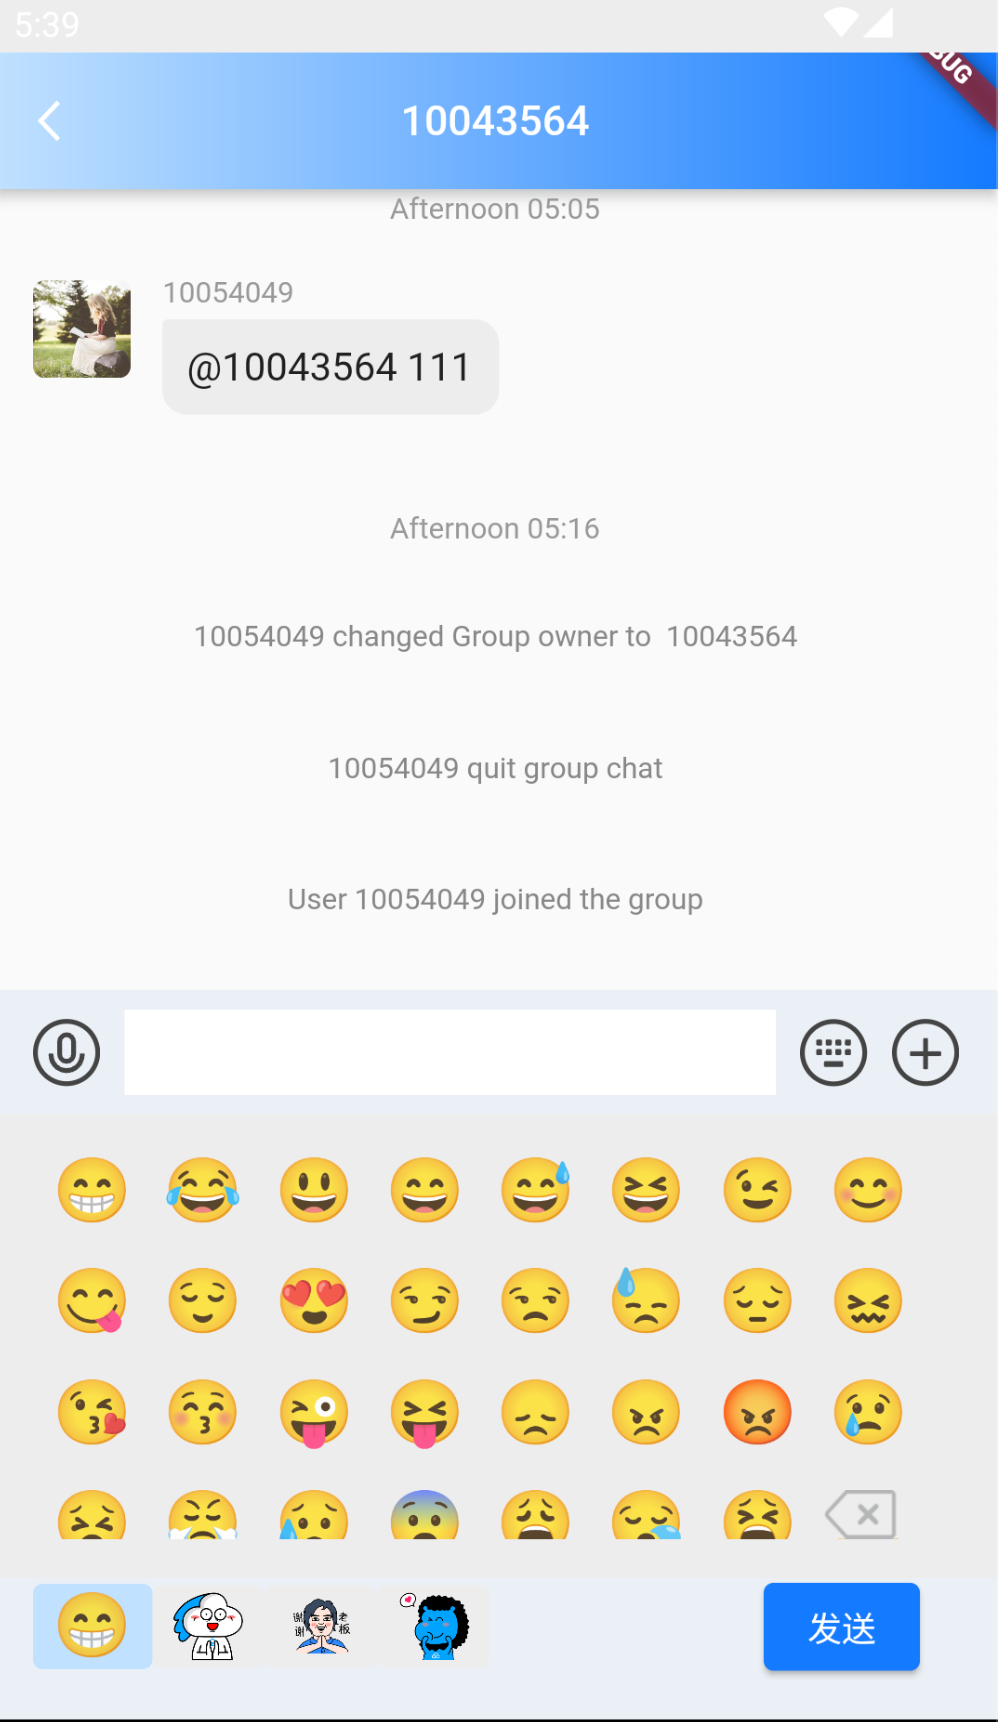 5:39
BUG
10043564
Afternoon 05:05
10054049
@10043564 111
Afternoon 05:16
10054049 changed Group owner to  10043564
10054049 quit group chat
User 10054049 joined the group
谢谢
老板
发送